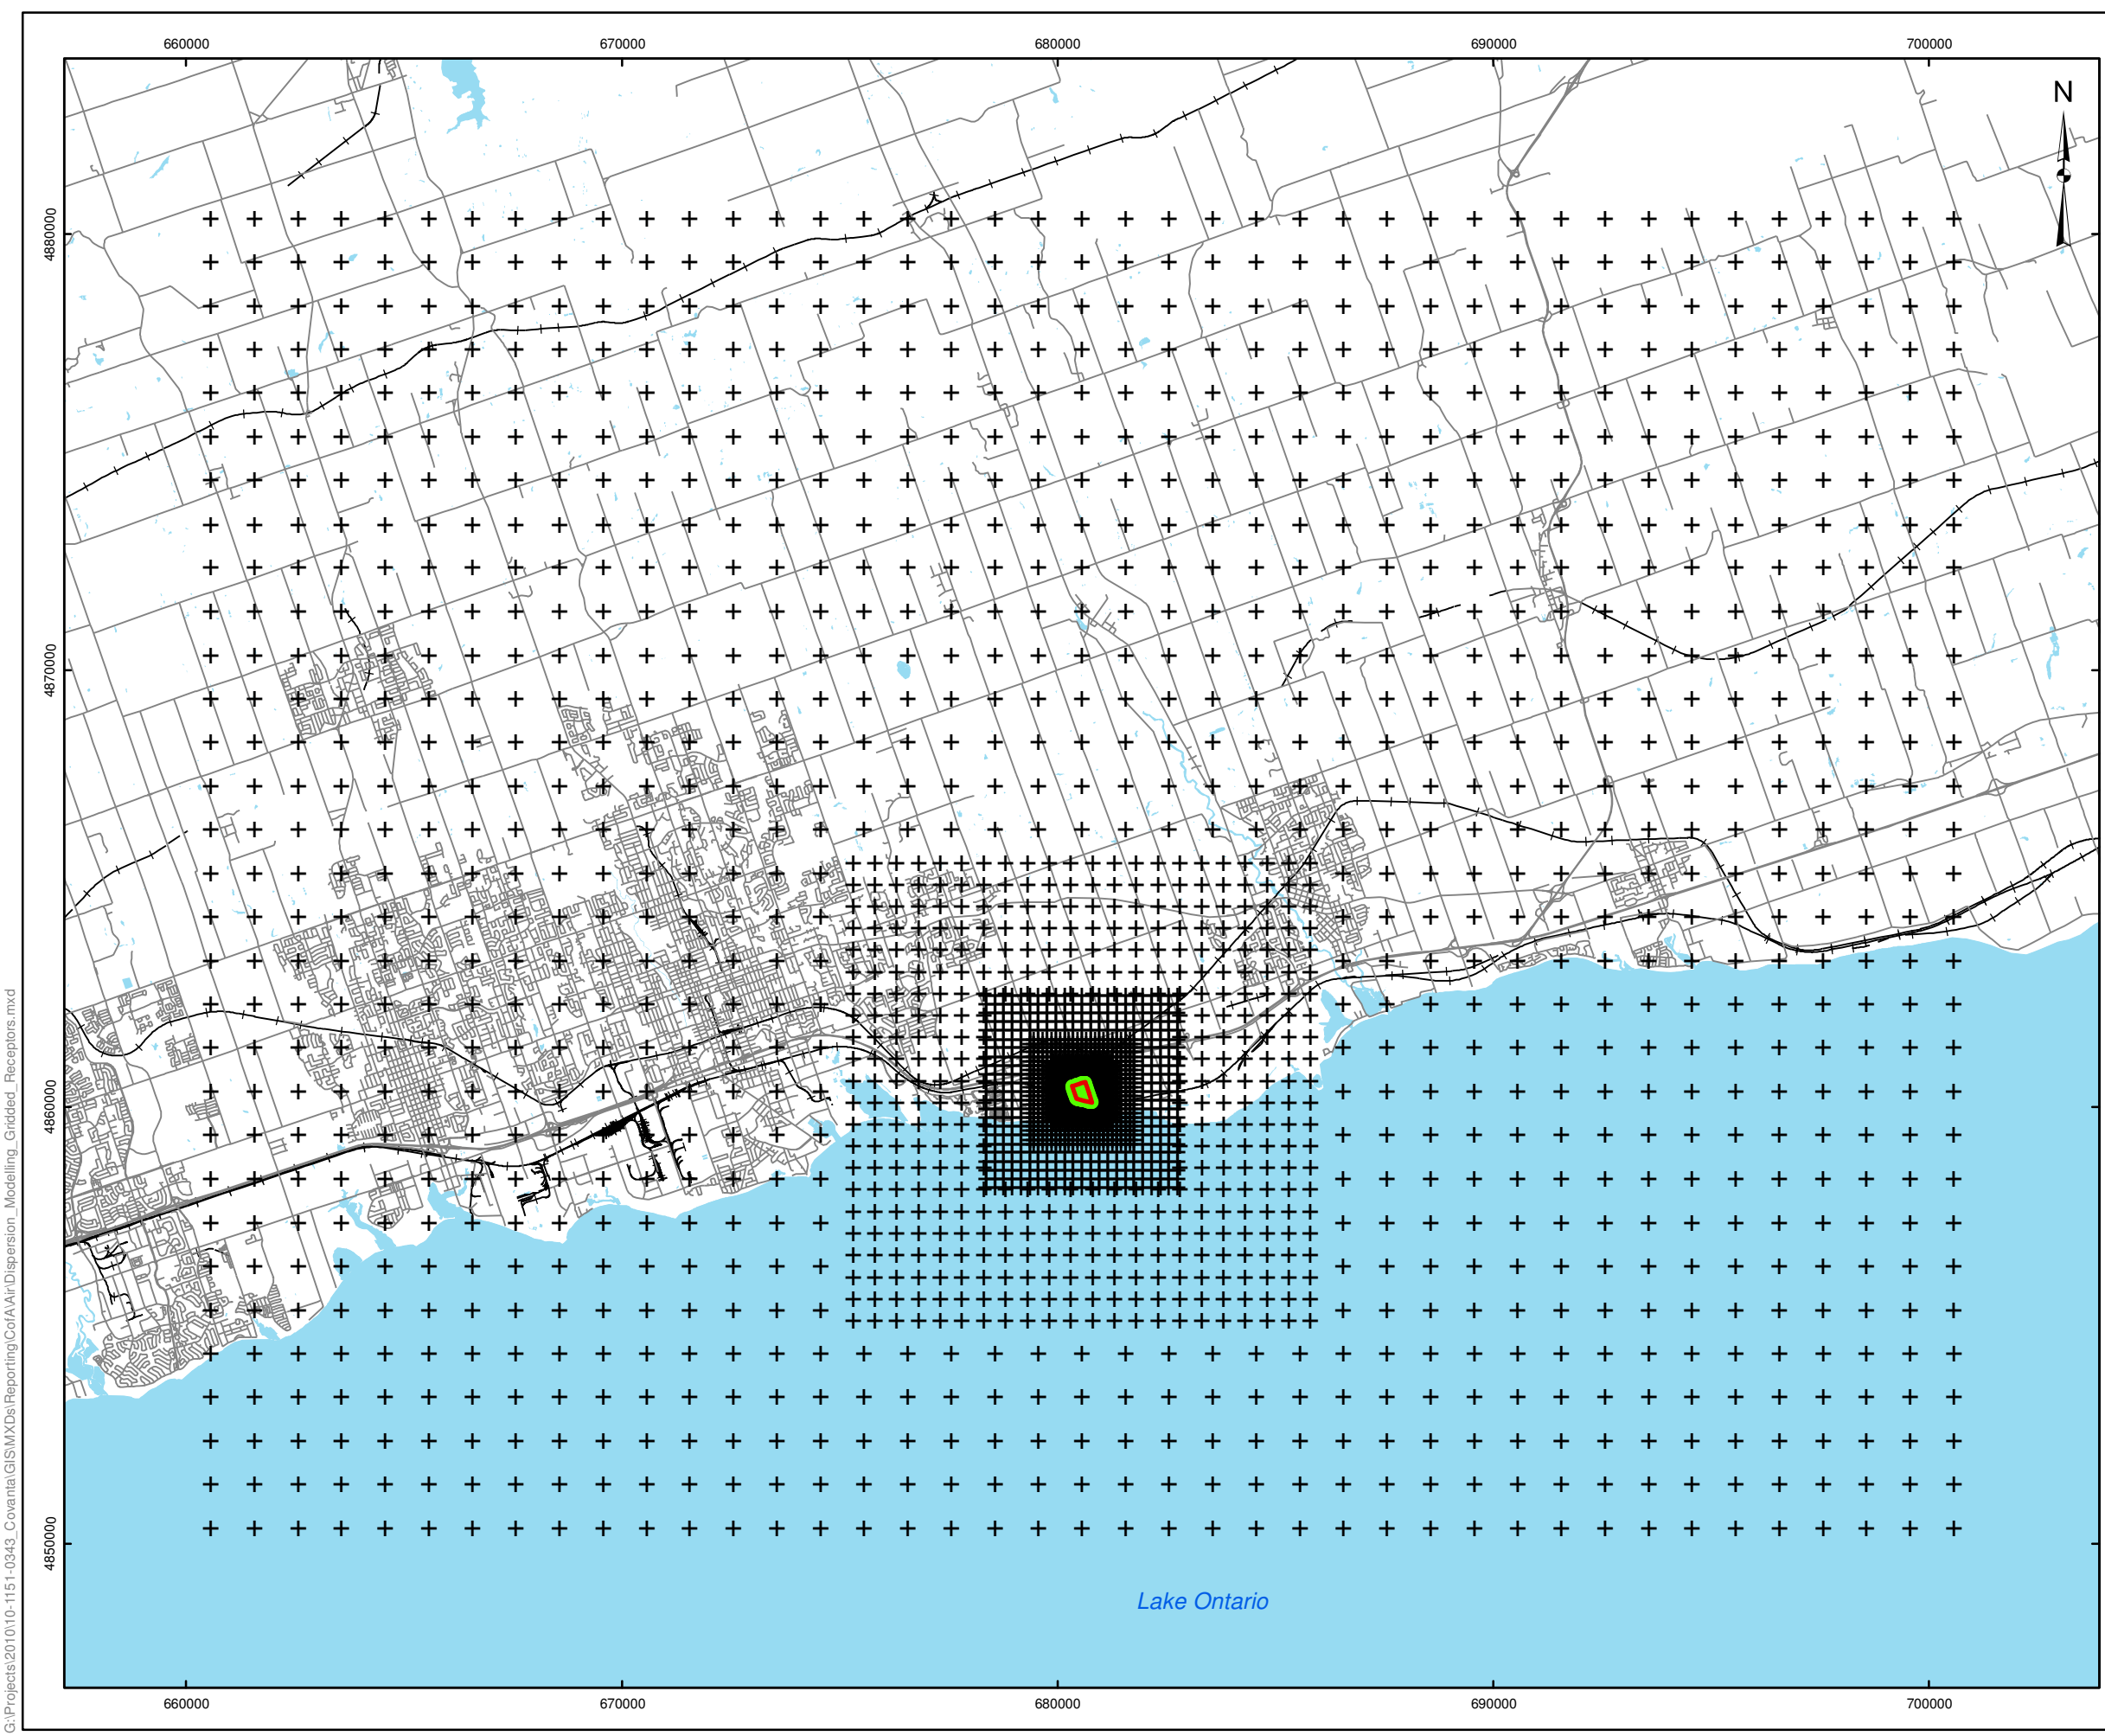 660000 670000 680000 690000 700000
N
4880000
4870000
4860000
4850000
Lake Ontario
660000 670000 680000 690000 700000
G:\Projects\2010\10-1151-0343_Covanta\GIS\MXDs\Reporting\CofA\Air\Dispersion_Modelling_Gridded_Receptors.mxd